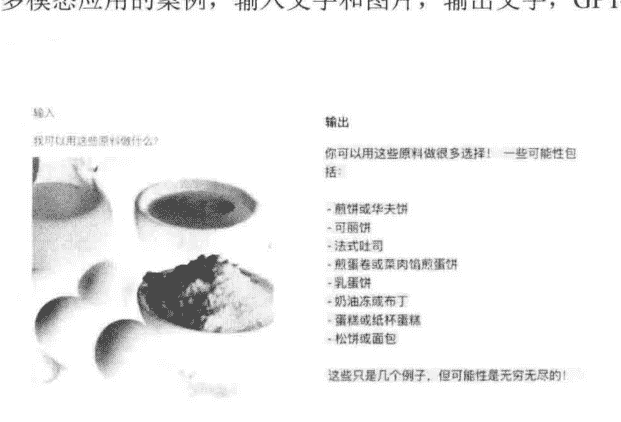 多模态应用的案例，输入文字和图片，输出文字，GPT
输入
我可以用这些原料做什么？
输出
你可以用这些原料做很多选择！ 一些可能性包
括：
- 煎饼或华夫饼
- 可丽饼
- 法式吐司
- 煎蛋卷或菜肉馅煎蛋饼
- 乳蛋饼
- 奶油冻或布丁
- 蛋糕或纸杯蛋糕
- 松饼或面包
这些只是几个例子，但可能性是无穷无尽的！